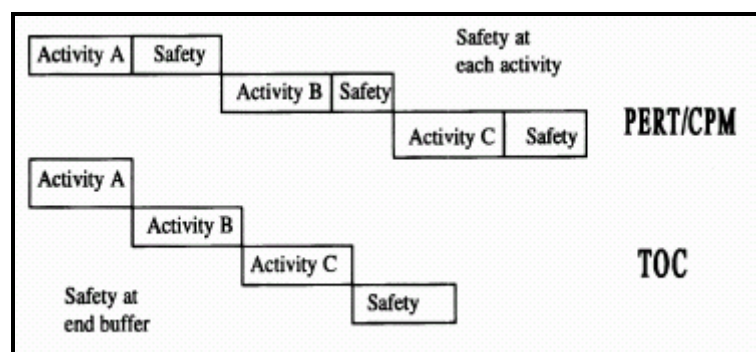 Activity A Safety
Safety at
each activity
Activity B Safety
Activity C Safety
PERT/CPM
Activity A
Activity B
Activity C
TOC
Safety at
end buffer
Safety